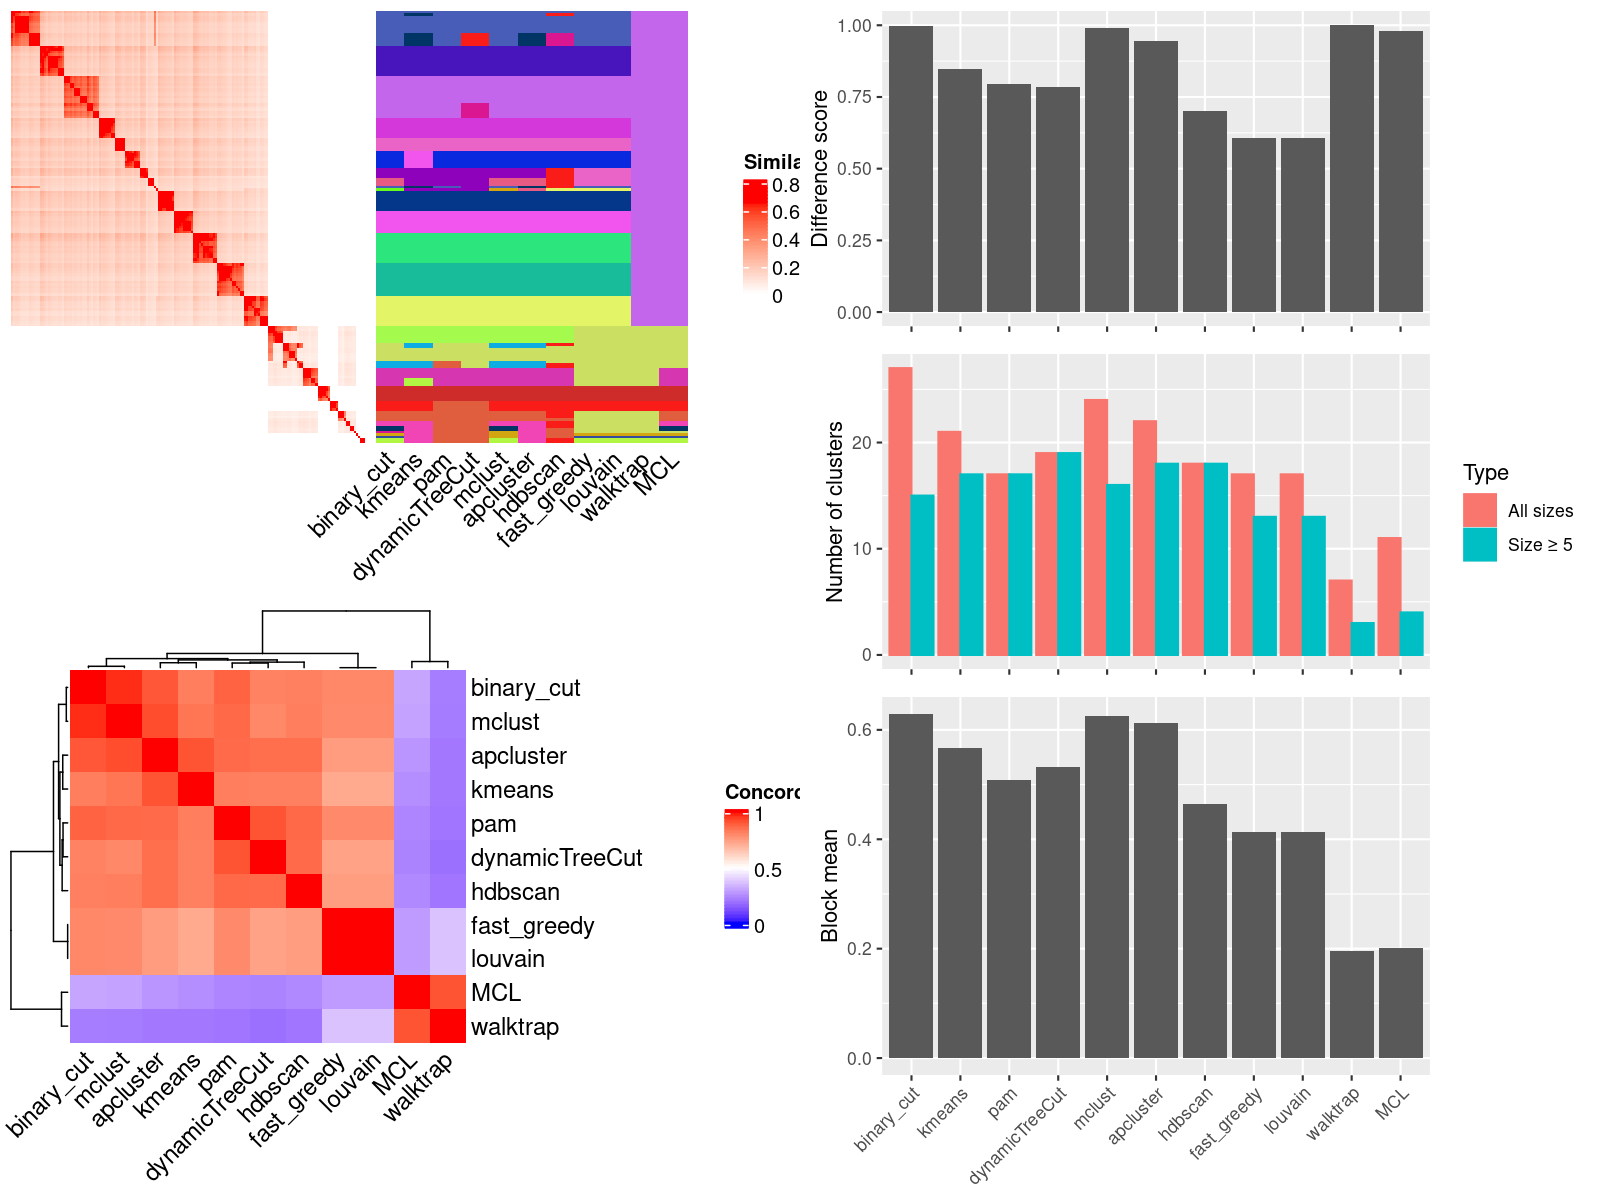 Simila
0.8
0.6
0.4
0.2
0
binary_cut
kmeans
pam
dynamicTreeCut
mclust
apcluster
hdbscan
fast_greedy
louvain
walktrap
MCL
Difference score
1.00
0.75
0.50
0.25
0.00
Number of clusters
20
10
0
Type
All sizes
Size ≥ 5
binary_cut
mclust
apcluster
kmeans
pam
dynamicTreeCut
hdbscan
fast_greedy
louvain
MCL
walktrap
Concord
1
0.5
0
binary_cut
mclust
apcluster
kmeans
pam
dynamicTreeCut
hdbscan
fast_greedy
louvain
MCL
walktrap
Block mean
0.6
0.4
0.2
0.0
binary_cut
kmeans
pam
dynamicTreeCut
mclust
apcluster
hdbscan
fast_greedy
louvain
walktrap
MCL